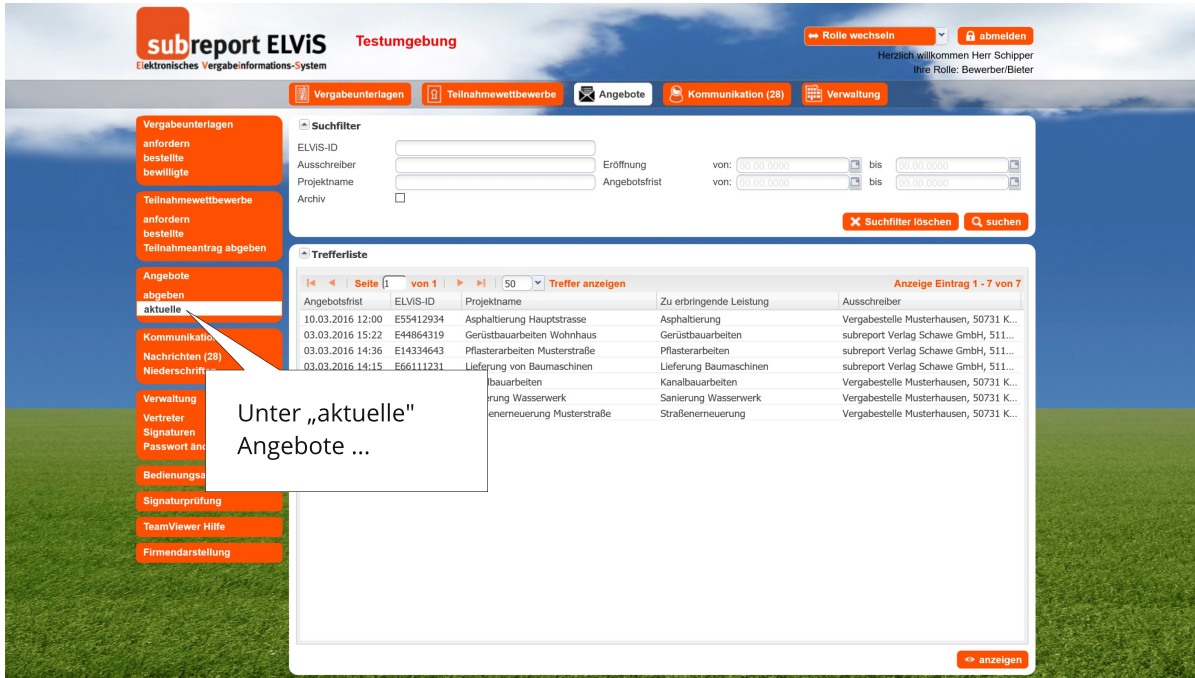 subreport ELViS
Elektronisches Vergabeinformations-System
Testumgebung
Rolle wechseln
abmelden
Herzlich willkommen Herr Schipper
Ihre Rolle: Bewerber/Bieter
Vergabeunterlagen Teilnahmewettbewerbe Angebote Kommunikation (28) Verwaltung
Vergabeunterlagen
anfordern
bestellte
bewilligte
Teilnahmewettbewerbe
anfordern
bestellte
Teilnahmeantrag abgeben
Angebote
abgeben
aktuelle
Nachrichten (28)
Verwaltung
Vertreter
Signaturen
Passwort
Signaturprüfung
TeamViewer Hilfe
Firmendarstellung
Suchfilter
ELViS-ID
Ausschreiber Eröffnung von: 00.00.0000 bis 00.00.0000
Projektname Angebotsfrist von: 00.00.0000 bis 00.00.0000
Archiv
Suchfilter löschen suchen
Trefferliste
Seite 1 von 1 50 Treffer anzeigen Anzeige Eintrag 1 - 7 von 7
Angebotsfrist ELViS-ID Projektname Zu erbringende Leistung Ausschreiber
10.03.2016 12:00 E55412934 Asphaltierung Hauptstrasse Asphaltierung Vergabestelle Musterhausen, 50731 K...
03.03.2016 15:22 E44864319 Gerüstbauarbeiten Wohnhaus Gerüstbauarbeiten subreport Verlag Schawe GmbH, 511...
03.03.2016 14:36 E14334643 Pflasterarbeiten Musterstraße Pflasterarbeiten subreport Verlag Schawe GmbH, 511...
03.03.2016 14:15 E66111231 Lieferung von Baumaschinen Lieferung Baumaschinen subreport Verlag Schawe GmbH, 511...
lbauarbeiten Kanalbauarbeiten Vergabestelle Musterhausen, 50731 K...
erung Wasserwerk Sanierung Wasserwerk Vergabestelle Musterhausen, 50731 K...
enerneuerung Musterstraße Straßenerneuerung Vergabestelle Musterhausen, 50731 K...
Unter „aktuelle"
Angebote ...
anzeigen